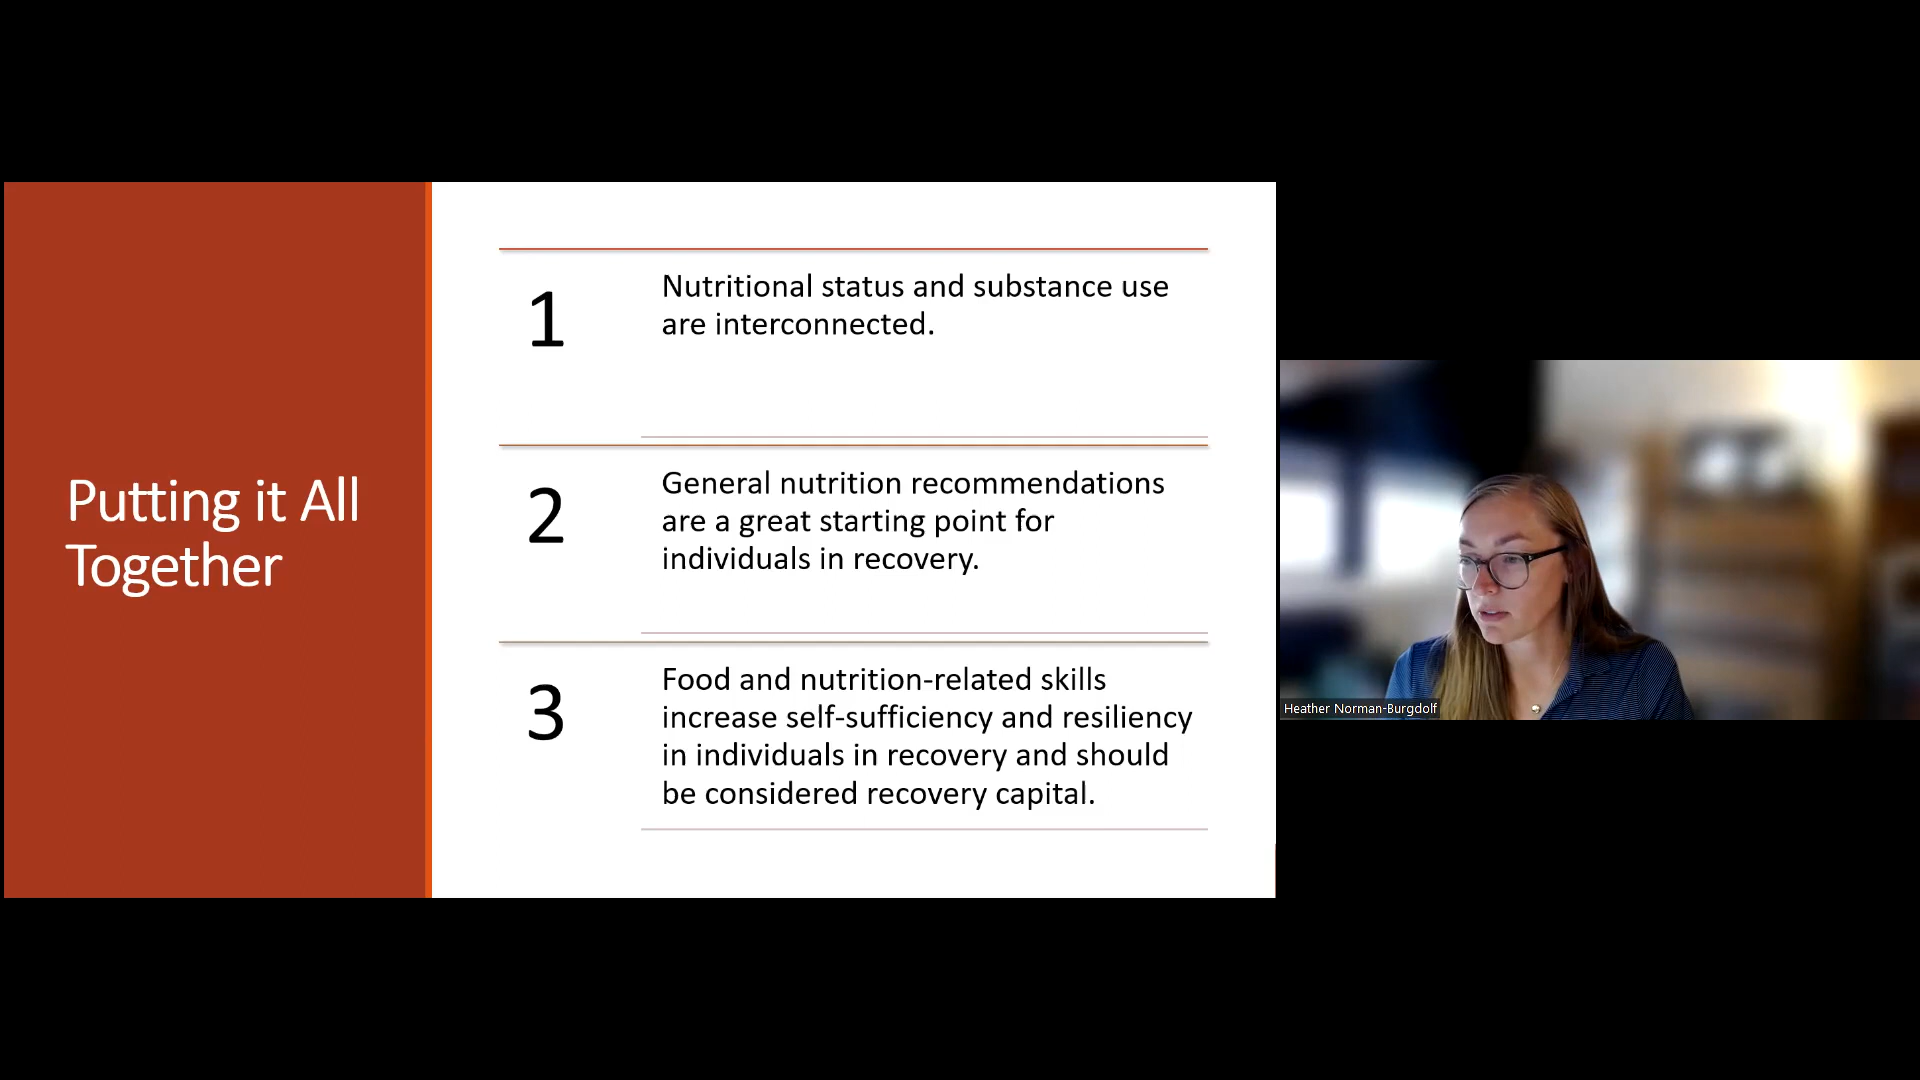 Putting it All
Together
1
Nutritional status and substance use
are interconnected.
2
General nutrition recommendations
are a great starting point for
individuals in recovery.
3
Food and nutrition-related skills
increase self-sufficiency and resiliency
in individuals in recovery and should
be considered recovery capital.
Heather Norman-Burgdolf